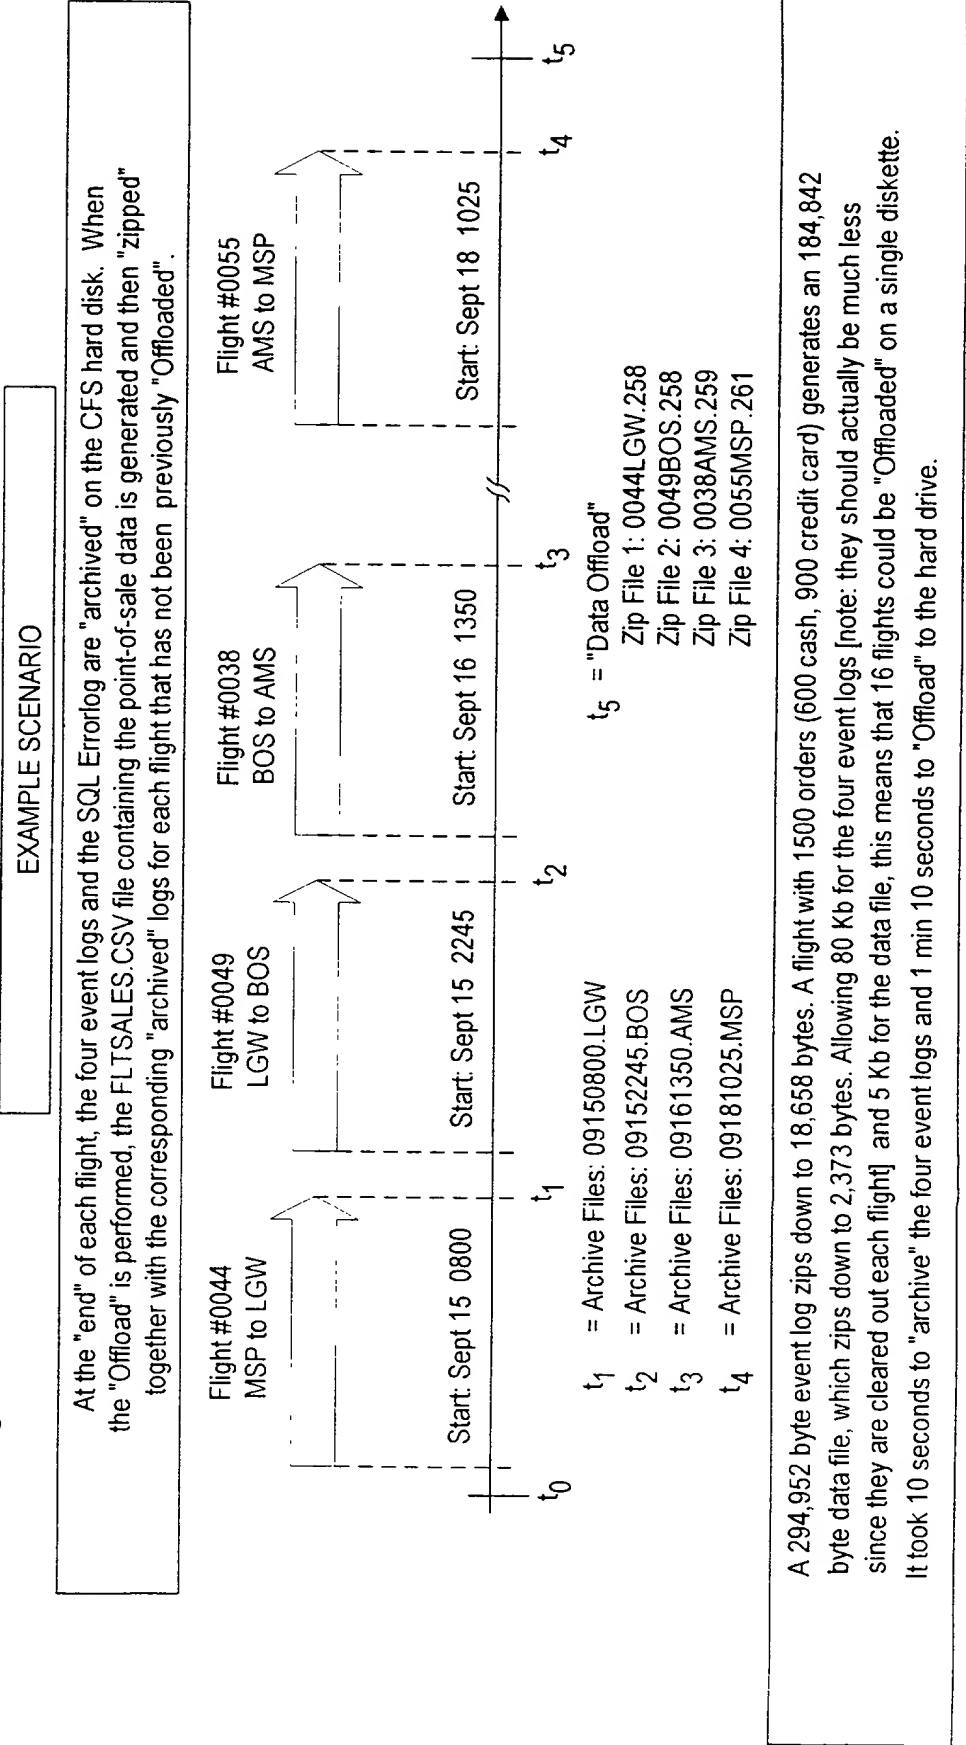 EXAMPLE SCENARIO
At the "end" of each flight, the four event logs and the SQL Errorlog are "archived" on the CFS hard disk. When
the "Offload" is performed, the FLTSALES.CSV file containing the point-of-sale data is generated and then "zipped"
together with the corresponding "archived" logs for each flight that has not been previously "Offloaded".
Flight #0044
MSP to LGW
Flight #0049
LGW to BOS
Flight #0038
BOS to AMS
Flight #0055
AMS to MSP
Start: Sept 15 0800
Start: Sept 15 2245
Start: Sept 16 1350
Start: Sept 18 1025
t0
t1
t2
t3
t4
t5
t1 = Archive Files: 09150800.LGW
t2 = Archive Files: 09152245.BOS
t3 = Archive Files: 09161350.AMS
t4 = Archive Files: 09181025.MSP
t5 = "Data Offload"
Zip File 1: 0044LGW.258
Zip File 2: 0049BOS.258
Zip File 3: 0038AMS.259
Zip File 4: 0055MSP.261
A 294,952 byte event log zips down to 18,658 bytes. A flight with 1500 orders (600 cash, 900 credit card) generates an 184,842
byte data file, which zips down to 2,373 bytes. Allowing 80 Kb for the four event logs [note: they should actually be much less
since they are cleared out each flight] and 5 Kb for the data file, this means that 16 flights could be "Offloaded" on a single diskette.
It took 10 seconds to "archive" the four event logs and 1 min 10 seconds to "Offload" to the hard drive.